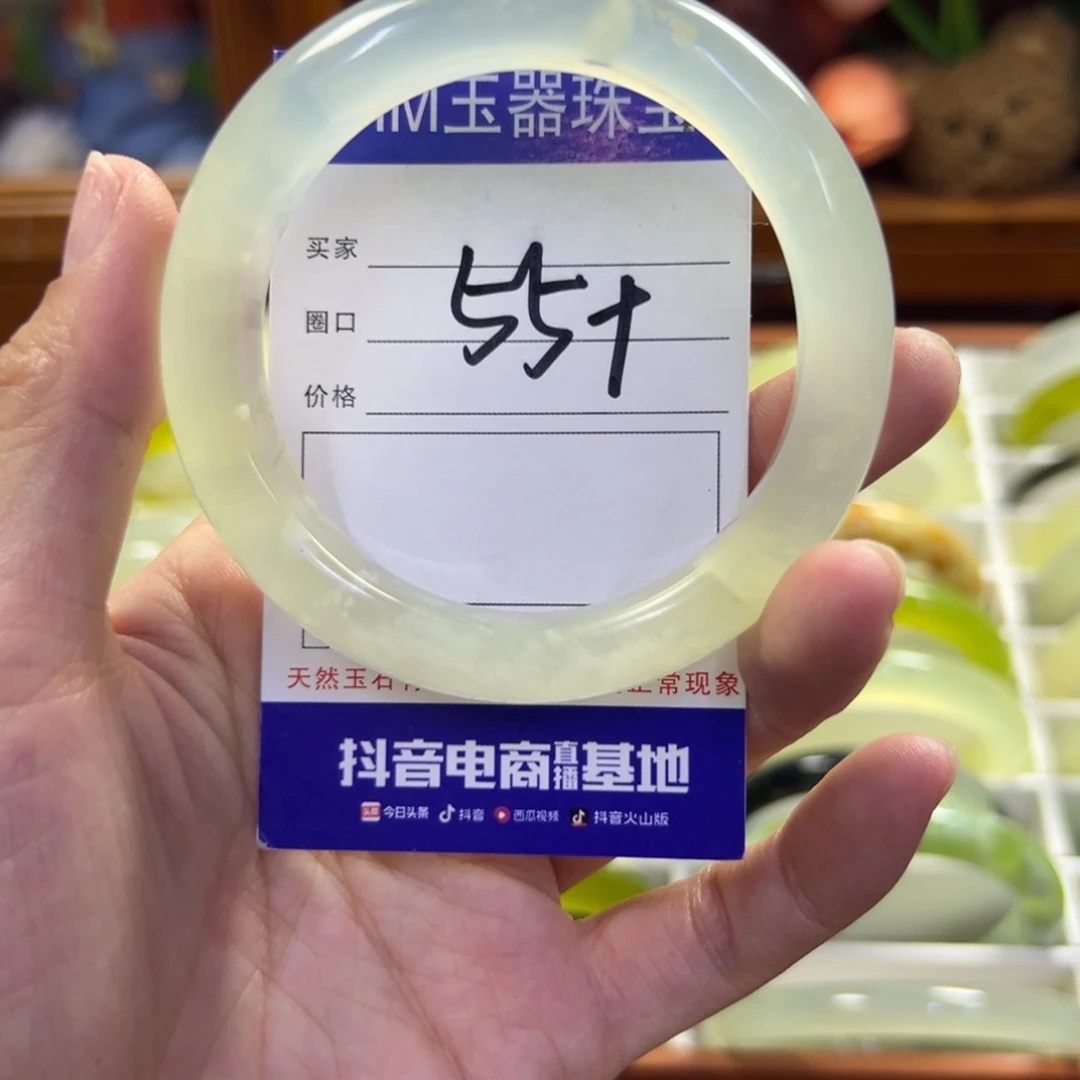 玉器珠宝
买家
圈口
55+
价格
天然玉石 正常现象
抖音电商直播基地
今日头条 抖音 西瓜视频 抖音火山版